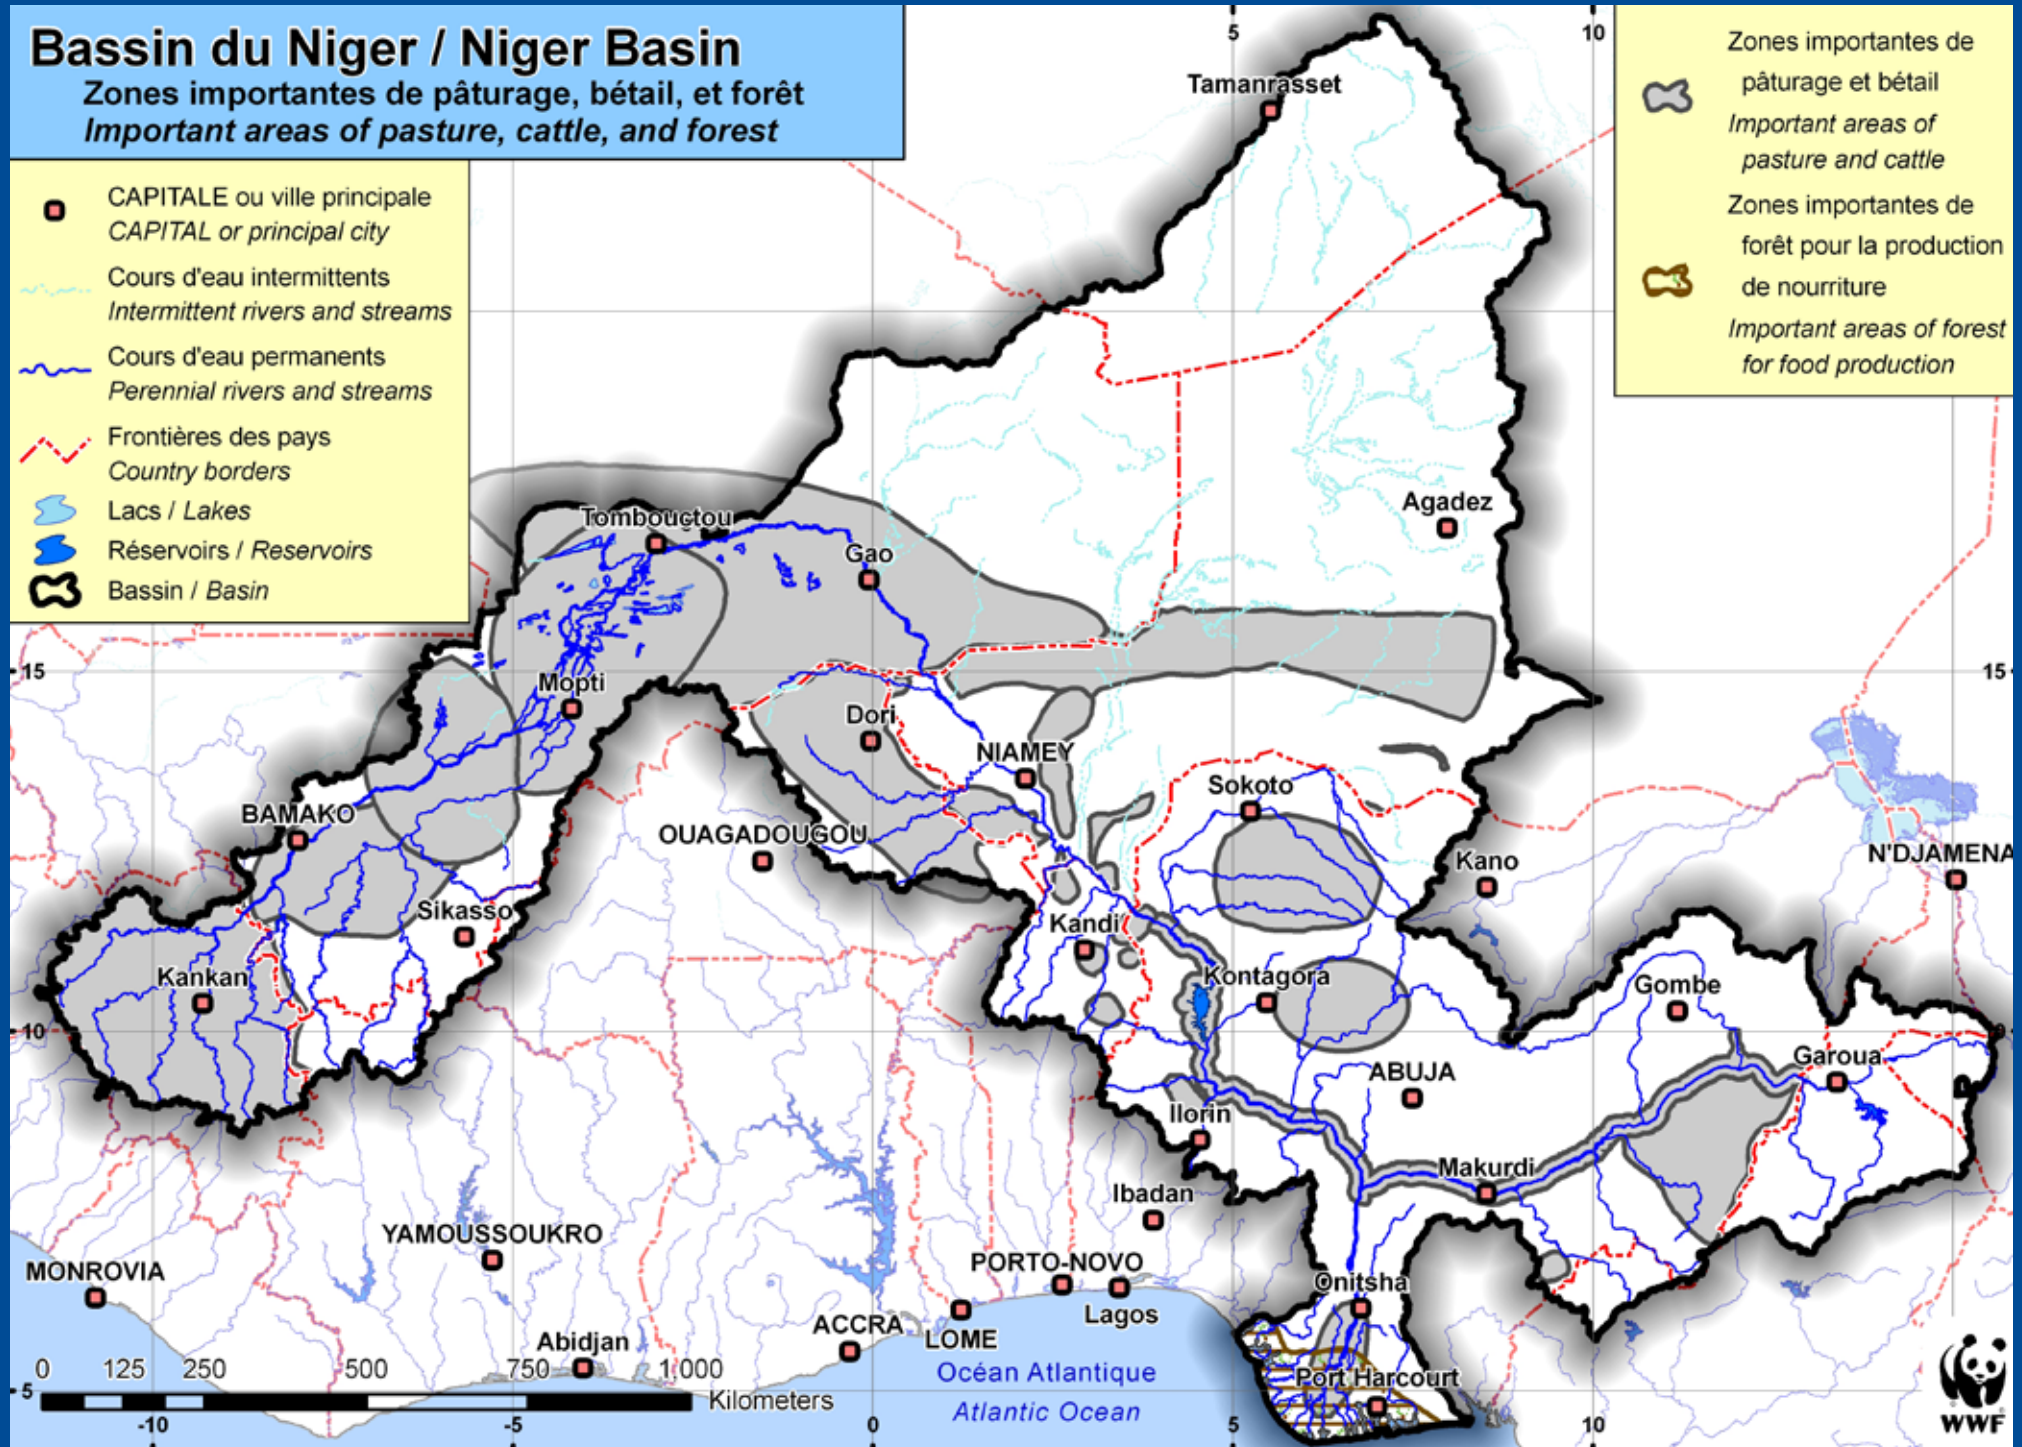 Bassin du Niger / Niger Basin
Zones importantes de pâturage, bétail, et forêt
Important areas of pasture, cattle, and forest
CAPITALE ou ville principale
CAPITAL or principal city
Cours d'eau intermittents
Intermittent rivers and streams
Cours d'eau permanents
Perennial rivers and streams
Frontières des pays
Country borders
Lacs / Lakes
Réservoirs / Reservoirs
Bassin / Basin
Zones importantes de
pâturage et bétail
Important areas of
pasture and cattle
Zones importantes de
forêt pour la production
de nourriture
Important areas of forest
for food production
5
10
Tamanrasset
Agadez
Tombouctou
Gao
15
15
Mopti
Dori
NIAMEY
Sokoto
BAMAKO
OUAGADOUGOU
Kano
N'DJAMENA
Sikasso
Kandi
Kankan
Kontagora
Gombe
10
Garoua
ABUJA
Ilorin
Makurdi
Ibadan
YAMOUSSOUKRO
MONROVIA
PORTO-NOVO
Lagos
Onitsha
ACCRA
LOME
Abidjan
Port Harcourt
Océan Atlantique
Atlantic Ocean
0 125 250 500 750 1 000
Kilometers
5
-10
-5
0
5
10
WWF